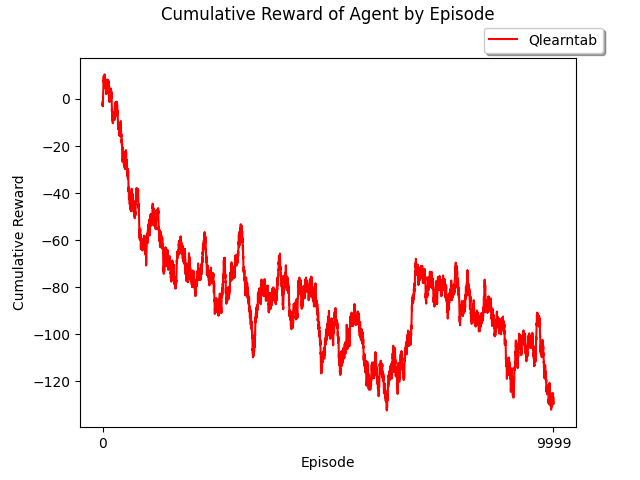 Cumulative Reward of Agent by Episode
Qlearntab
0
−20
−40
−60
−80
−100
−120
Cumulative Reward
0 9999
Episode